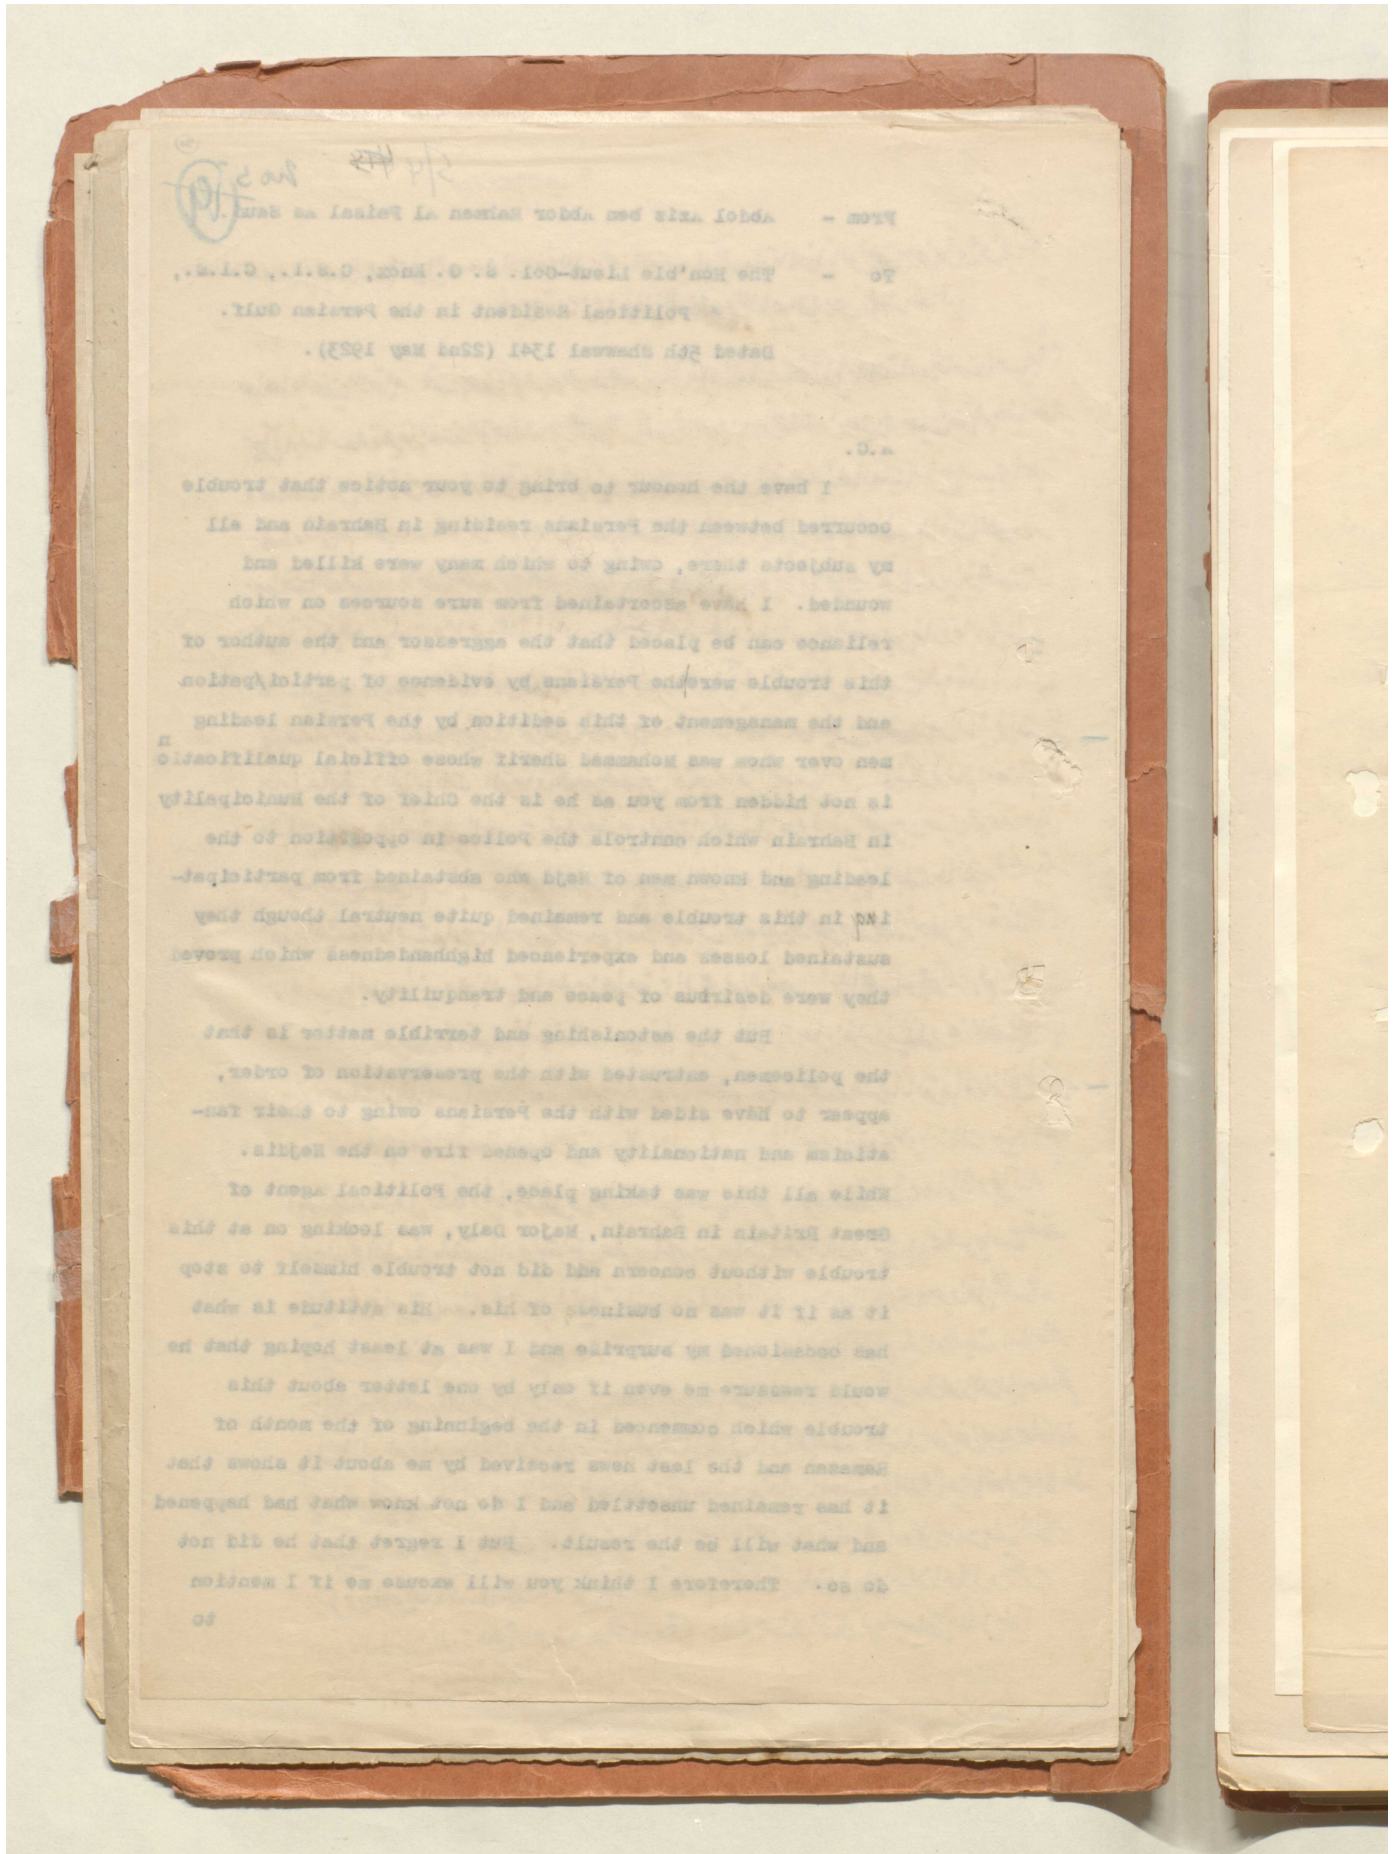 No 5
From - Abdol Aziz ben Abdor Rahman Al Faisal As Saud.
To - The Hon'ble Lieut-Col. S. G. Knox, C.S.I., C.I.E.,
Political Resident in the Persian Gulf.
Dated 5th Shawwal 1341 (22nd May 1923).
A.C.
I have the honour to bring to your notice that trouble
occurred between the Persians residing in Bahrain and all
my subjects there, owing to which many were killed and
wounded. I have ascertained from sure sources on which
reliance can be placed that the aggressor and the author of
this trouble were/the Persians by evidence of partici/pation
and the management of this sedition by the Persian leading
men over whom was Mohammad Sherif whose official qualification
is not hidden from you as he is the Chief of the Municipality
in Bahrain which controls the Police in opposition to the
leading and known men of Nejd who abstained from participat-
ing in this trouble and remained quite neutral though they
sustained losses and experienced highhandedness which proved
they were desirous of peace and tranquility.
But the astonishing and terrible matter is that
the policemen, entrusted with the preservation of order,
appear to have sided with the Persians owing to their fan-
aticism and nationality and opened fire on the Nejdis.
While all this was taking place, the Political Agent of
Great Britain in Bahrain, Major Daly, was looking on at this
trouble without concern and did not trouble himself to stop
it as if it was no business of his. His attitude is what
has occasioned my surprise and I was at least hoping that he
would reassure me even if only by one letter about this
trouble which commenced in the beginning of the month of
Ramazan and the last news received by me about it shows that
it has remained unsettled and I do not know what had happened
and what will be the result. But I regret that he did not
do so. Therefore I think you will excuse me if I mention
to